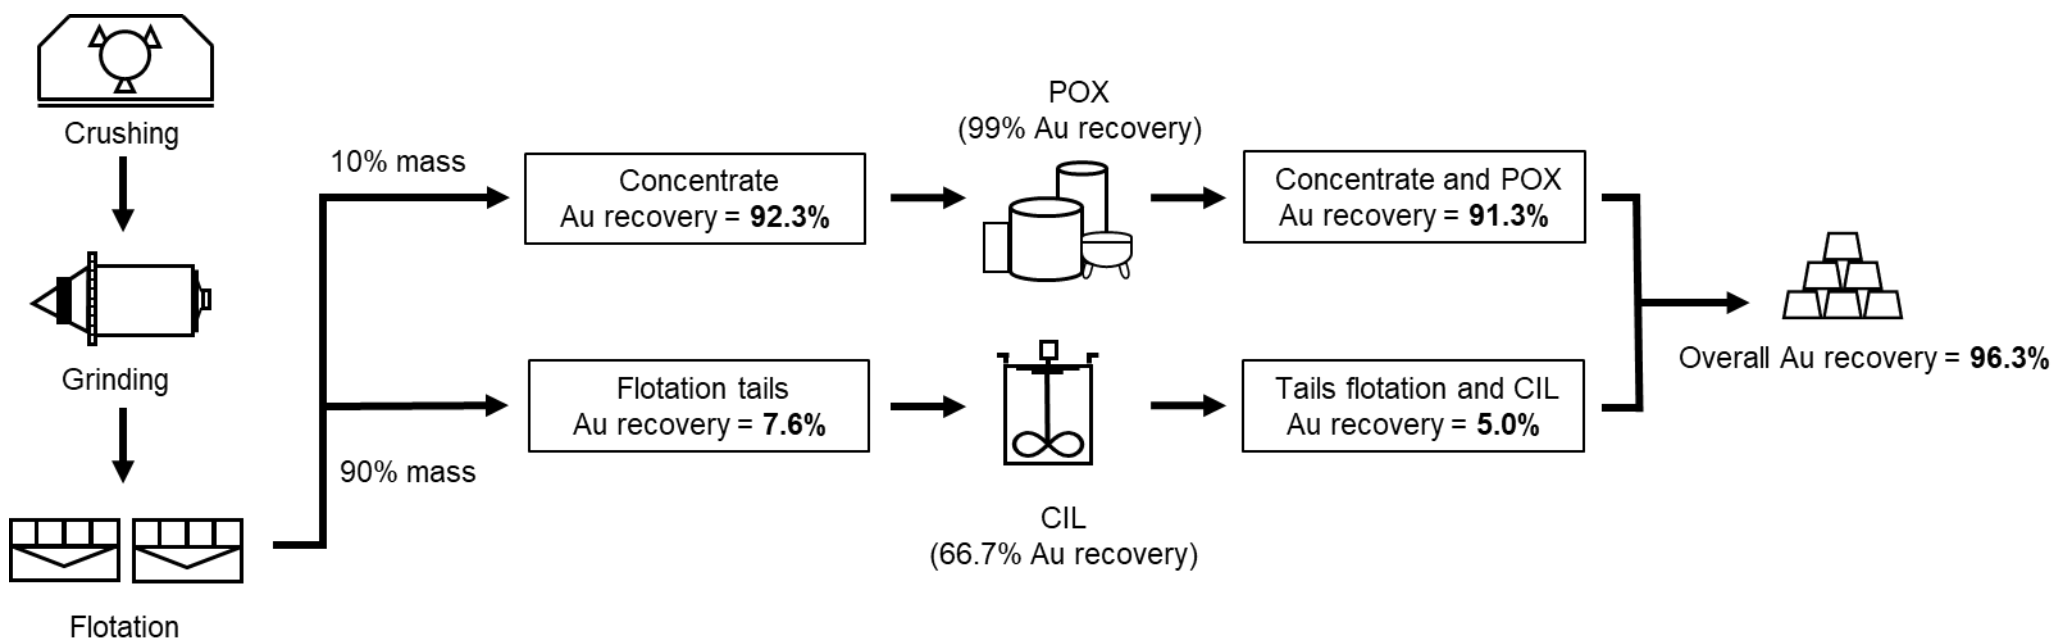 Crushing
Grinding
Flotation
10% mass
90% mass
Concentrate
Au recovery = 92.3%
Flotation tails
Au recovery = 7.6%
POX
(99% Au recovery)
CIL
(66.7% Au recovery)
Concentrate and POX
Au recovery = 91.3%
Tails flotation and CIL
Au recovery = 5.0%
Overall Au recovery = 96.3%